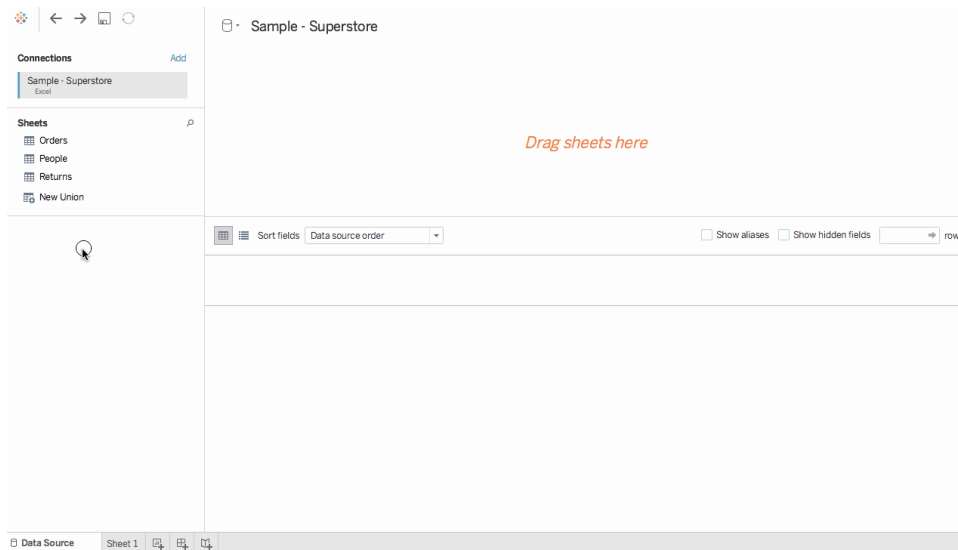 Sample - Superstore
Connections
Add
Sample - Superstore
Excel
Sheets
Orders
People
Returns
New Union
Drag sheets here
Sort fields
Data source order
Show aliases
Show hidden fields
row
Data Source
Sheet 1